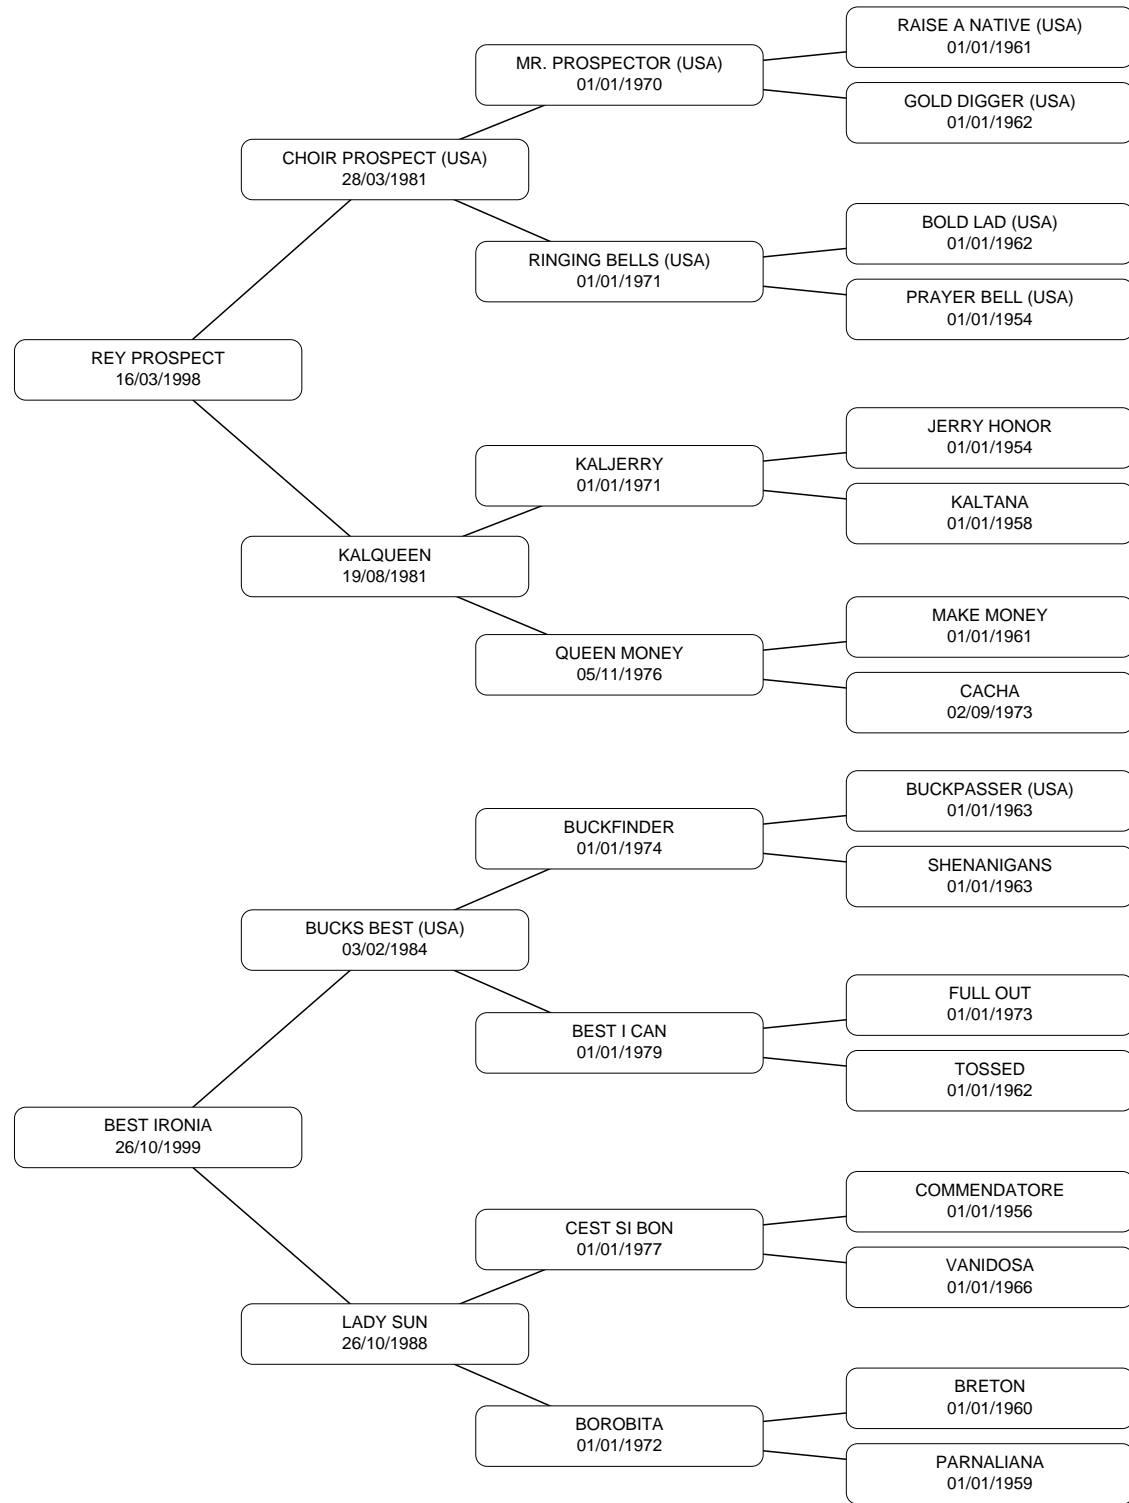 RAISE A NATIVE (USA)
01/01/1961
MR. PROSPECTOR (USA)
01/01/1970
GOLD DIGGER (USA)
01/01/1962
CHOIR PROSPECT (USA)
28/03/1981
BOLD LAD (USA)
01/01/1962
RINGING BELLS (USA)
01/01/1971
PRAYER BELL (USA)
01/01/1954
REY PROSPECT
16/03/1998
JERRY HONOR
01/01/1954
KALJERRY
01/01/1971
KALTANA
01/01/1958
KALQUEEN
19/08/1981
MAKE MONEY
01/01/1961
QUEEN MONEY
05/11/1976
CACHA
02/09/1973
BUCKPASSER (USA)
01/01/1963
BUCKFINDER
01/01/1974
SHENANIGANS
01/01/1963
BUCKS BEST (USA)
03/02/1984
FULL OUT
01/01/1973
BEST I CAN
01/01/1979
TOSSED
01/01/1962
BEST IRONIA
26/10/1999
COMMENDATORE
01/01/1956
CEST SI BON
01/01/1977
VANIDOSA
01/01/1966
LADY SUN
26/10/1988
BRETON
01/01/1960
BOROBITA
01/01/1972
PARNALIANA
01/01/1959